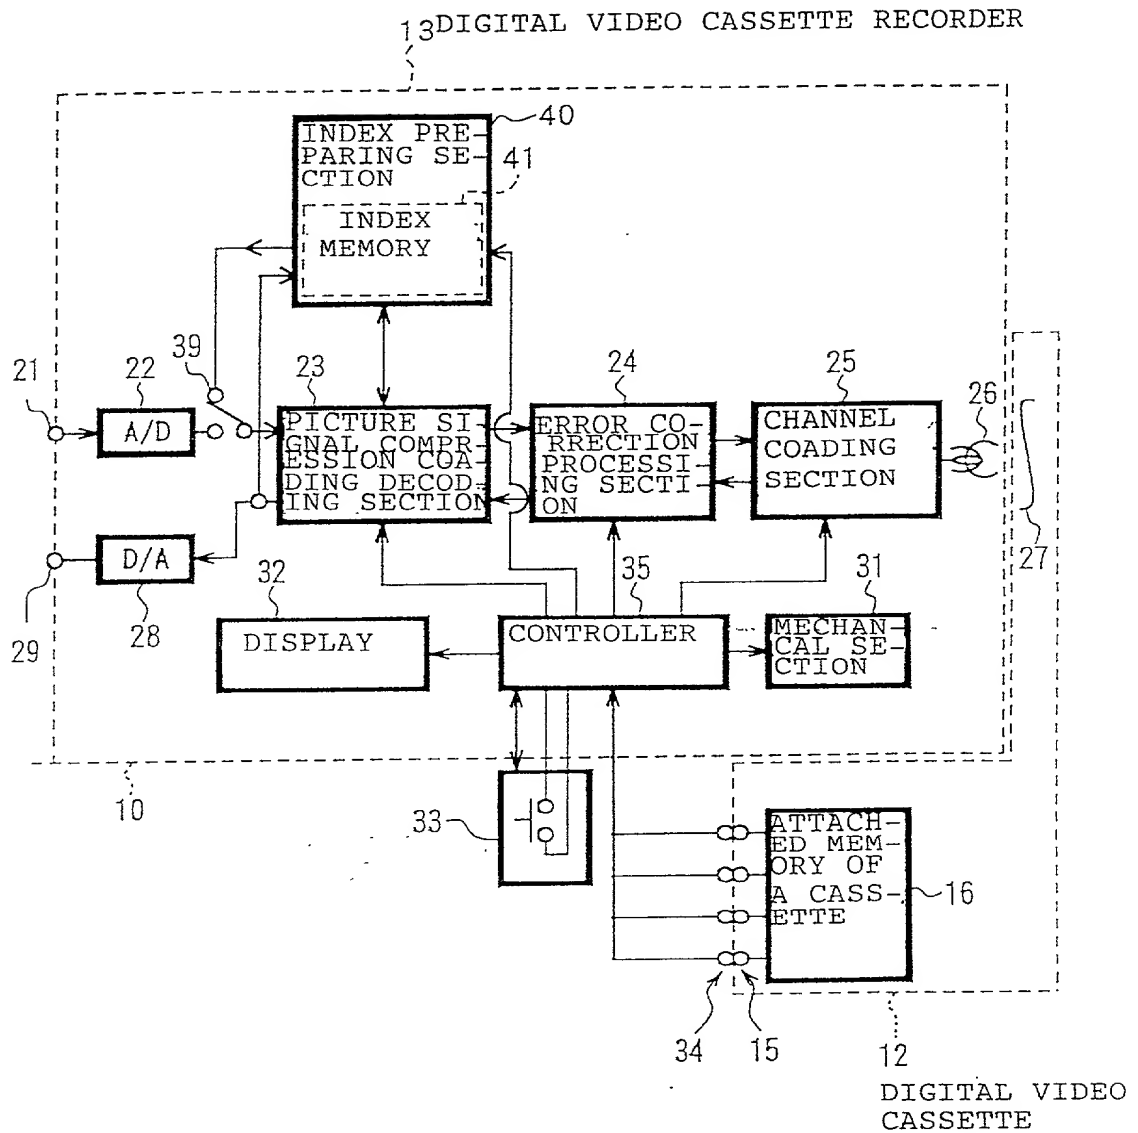 13 DIGITAL VIDEO CASSETTE RECORDER
40
INDEX PRE-
PARING SE-
CTION
41
INDEX
MEMORY
21
22
39
23
24
25
26
A/D
PICTURE SI-
GNAL COMPR-
ESSION COA-
DING DECOD-
ING SECTION
ERROR CO-
RRECTION
PROCESSI-
NG SECTI-
ON
CHANNEL
COADING
SECTION
27
D/A
29
28
32
DISPLAY
35
CONTROLLER
31
MECHAN-
CAL SE-
CTION
10
33
ATTACH-
ED MEM-
ORY OF
A CASS-
ETTE
16
34
15
12
DIGITAL VIDEO
CASSETTE